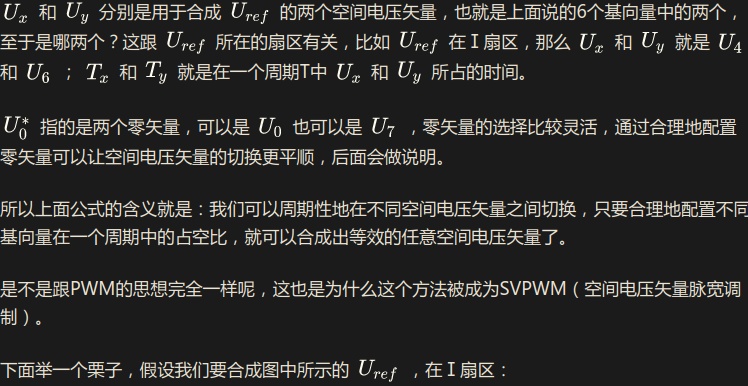 U_x 和 U_y 分别是用于合成 U_ref 的两个空间电压矢量，也就是上面说的6个基向量中的两个，
至于是哪两个？这跟 U_ref 所在的扇区有关，比如 U_ref 在 I 扇区，那么 U_x 和 U_y 就是 U_4
和 U_6 ； T_x 和 T_y 就是在一个周期T中 U_x 和 U_y 所占的时间。
U_0^* 指的是两个零矢量，可以是 U_0 也可以是 U_7 ，零矢量的选择比较灵活，通过合理地配置
零矢量可以让空间电压矢量的切换更平顺，后面会做说明。
所以上面公式的含义就是：我们可以周期性地在不同空间电压矢量之间切换，只要合理地配置不同
基向量在一个周期中的占空比，就可以合成出等效的任意空间电压矢量了。
是不是跟PWM的思想完全一样呢，这也是为什么这个方法被成为SVPWM（空间电压矢量脉宽调
制）。
下面举一个栗子，假设我们要合成图中所示的 U_ref ，在 I 扇区：